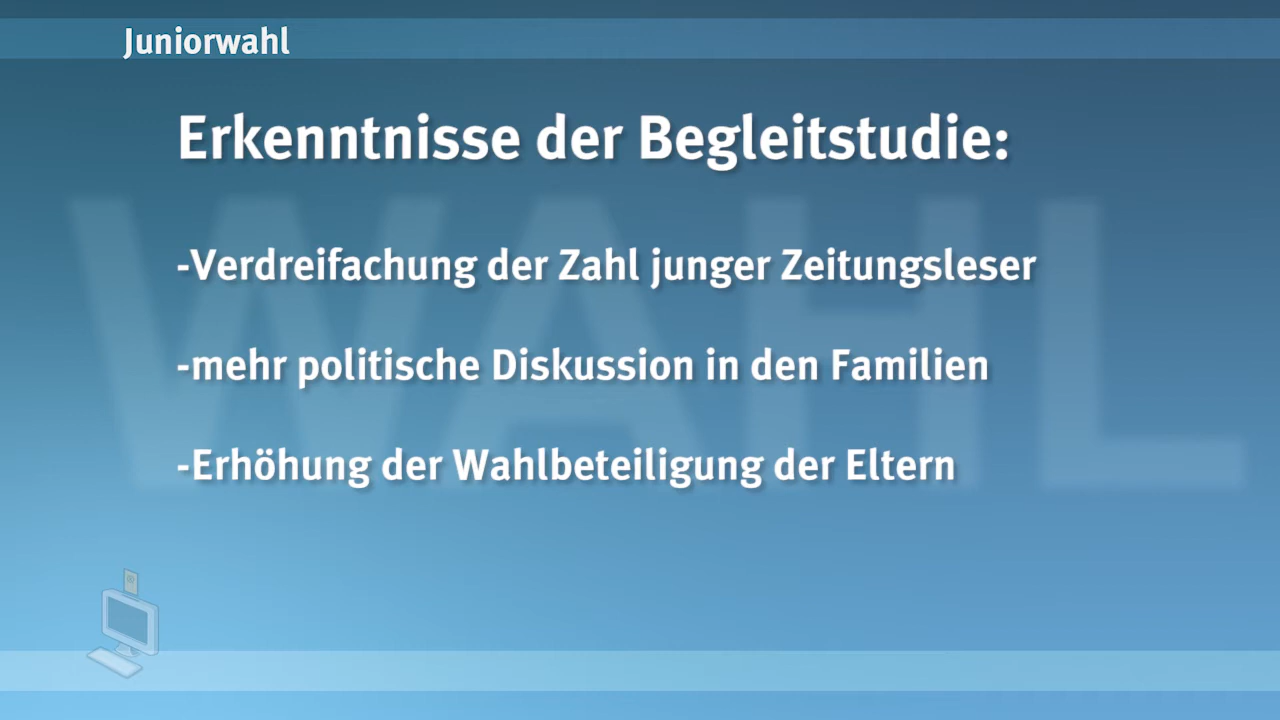 Juniorwahl
Erkenntnisse der Begleitstudie:
WAHL
-Verdreifachung der Zahl junger Zeitungsleser
-mehr politische Diskussion in den Familien
-Erhöhung der Wahlbeteiligung der Eltern